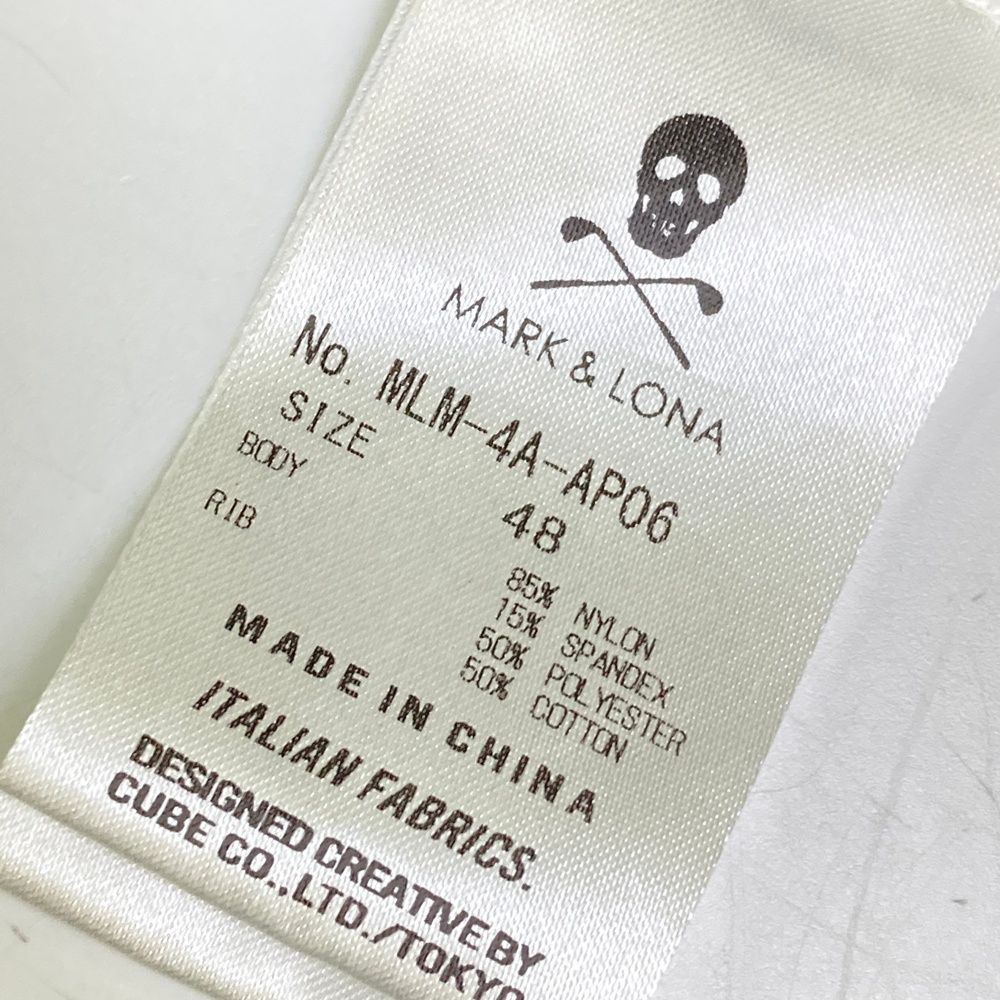 MARK & LONA
No. MLM-4A-AP06
SIZE 48
BODY 85% NYLON
15% SPANDEX
RIB 50% POLYESTER
50% COTTON
MADE IN CHINA
ITALIAN FABRICS.
DESIGNED CREATIVE BY
CUBE CO.,LTD./TOKYO